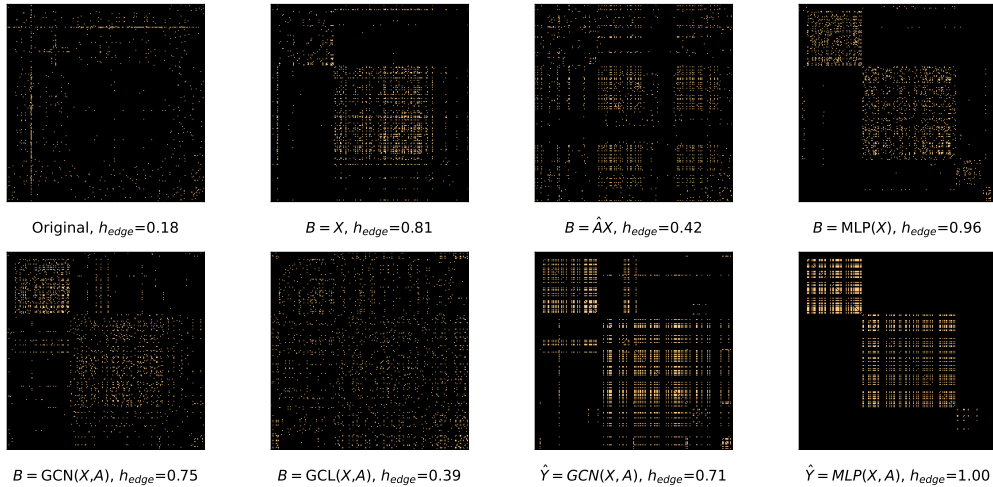 Original, h_edge=0.18
B = X, h_edge=0.81
B = ÂX, h_edge=0.42
B = MLP(X), h_edge=0.96
B = GCN(X,A), h_edge=0.75
B = GCL(X,A), h_edge=0.39
Ŷ = GCN(X, A), h_edge=0.71
Ŷ = MLP(X, A), h_edge=1.00